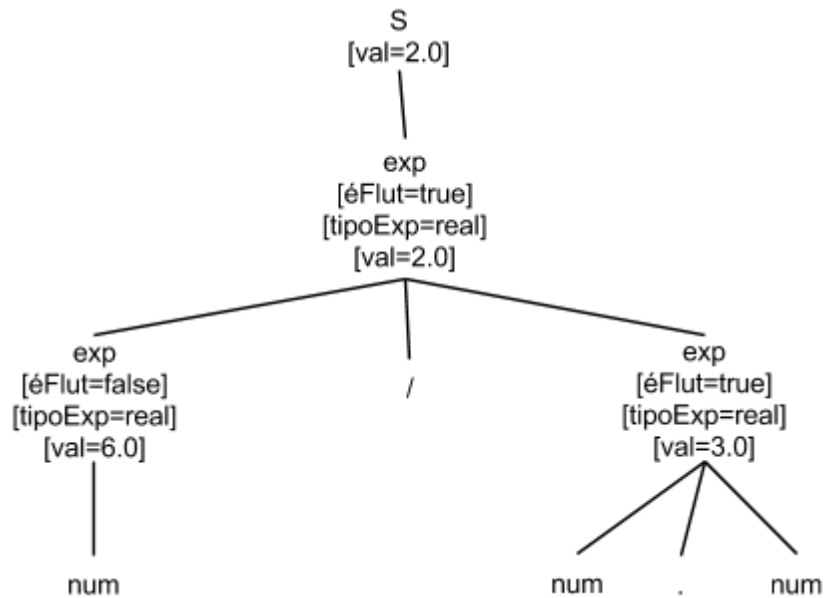 S
[val=2.0]
exp
[éFlut=true]
[tipoExp=real]
[val=2.0]
exp
[éFlut=false]
[tipoExp=real]
[val=6.0]
/
exp
[éFlut=true]
[tipoExp=real]
[val=3.0]
num
num . num